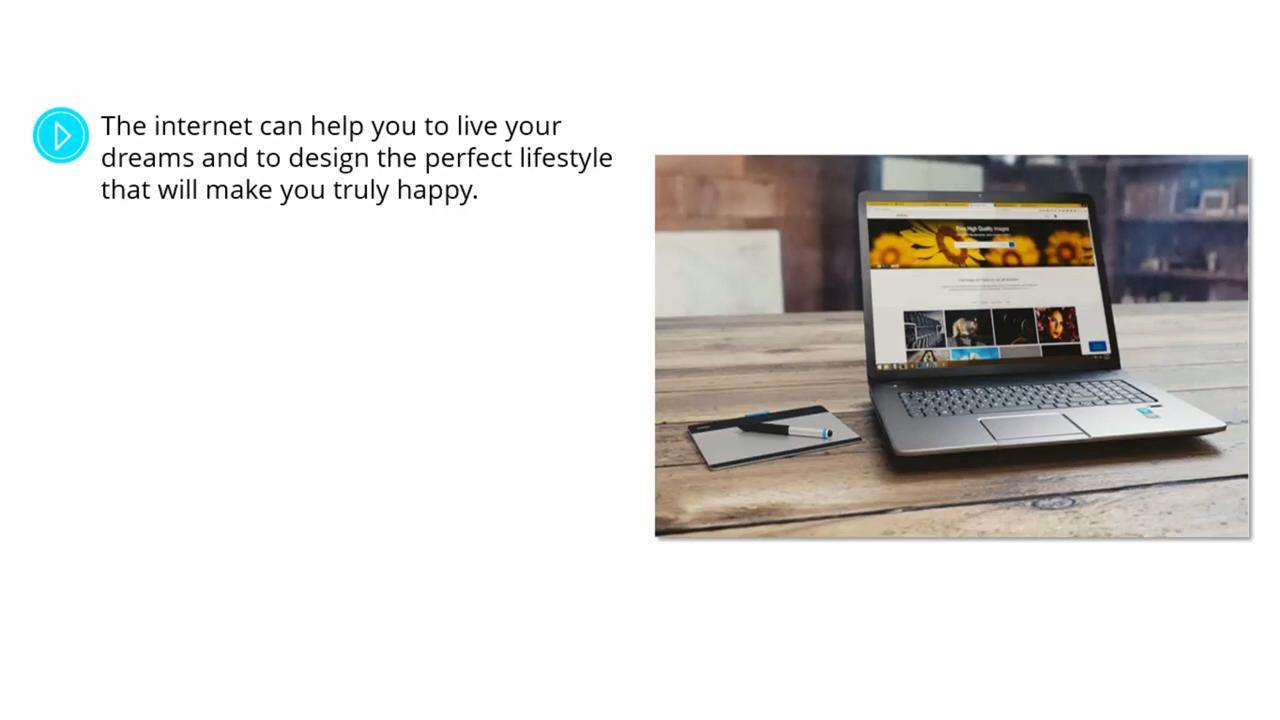 The internet can help you to live your
dreams and to design the perfect lifestyle
that will make you truly happy.
Free High Quality Images